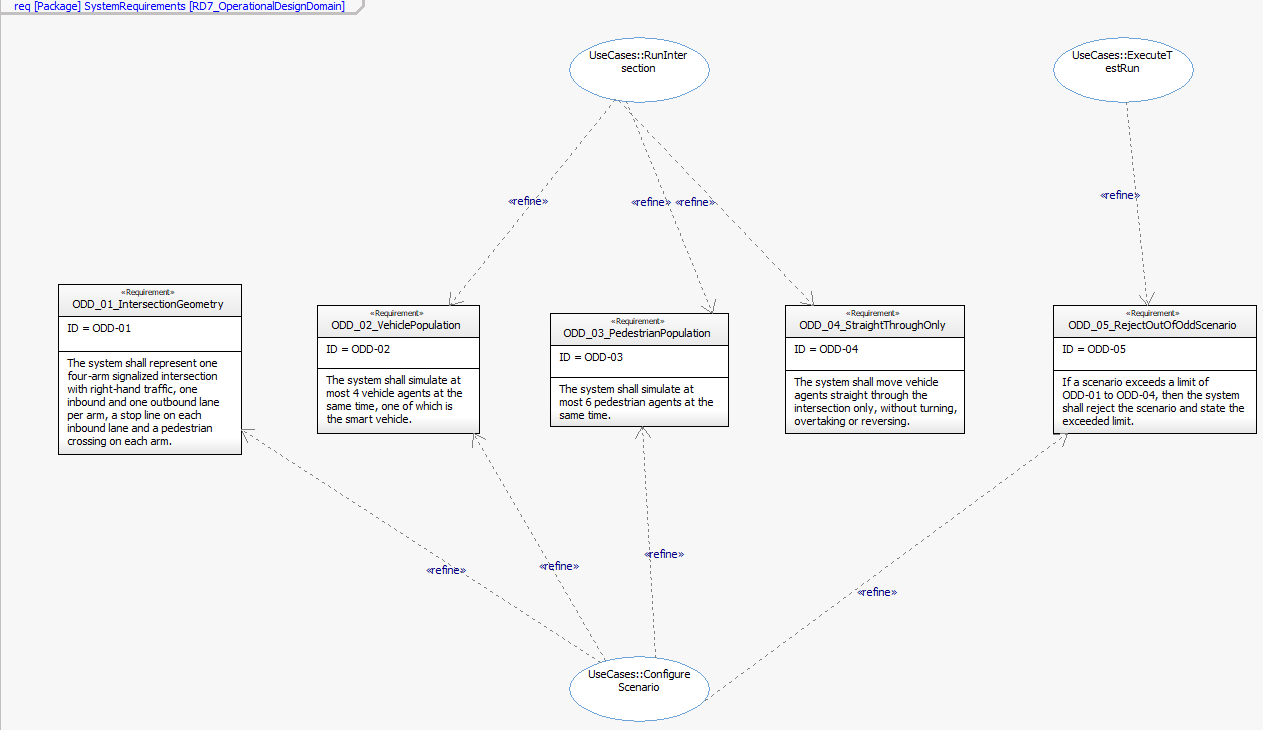 req [Package] SystemRequirements [RD7_OperationalDesignDomain]
UseCases::RunInter
section
UseCases::ExecuteT
estRun
«refine»
«refine»
«refine»
«refine»
«Requirement»
ODD_01_IntersectionGeometry
ID = ODD-01
The system shall represent one
four-arm signalized intersection
with right-hand traffic, one
inbound and one outbound lane
per arm, a stop line on each
inbound lane and a pedestrian
crossing on each arm.
«Requirement»
ODD_02_VehiclePopulation
ID = ODD-02
The system shall simulate at
most 4 vehicle agents at the
same time, one of which is
the smart vehicle.
«Requirement»
ODD_03_PedestrianPopulation
ID = ODD-03
The system shall simulate at
most 6 pedestrian agents at the
same time.
«Requirement»
ODD_04_StraightThroughOnly
ID = ODD-04
The system shall move vehicle
agents straight through the
intersection only, without turning,
overtaking or reversing.
«Requirement»
ODD_05_RejectOutOfOddScenario
ID = ODD-05
If a scenario exceeds a limit of
ODD-01 to ODD-04, then the system
shall reject the scenario and state the
exceeded limit.
«refine»
«refine»
«refine»
«refine»
UseCases::Configure
Scenario